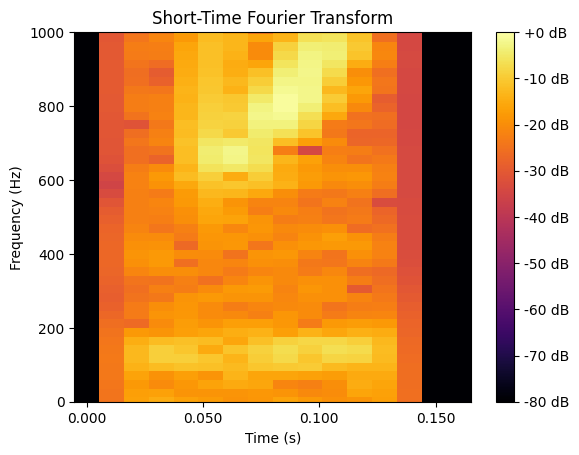 Short-Time Fourier Transform
1000
800
600
400
200
0
Frequency (Hz)
0.000
0.050
0.100
0.150
Time (s)
+0 dB
-10 dB
-20 dB
-30 dB
-40 dB
-50 dB
-60 dB
-70 dB
-80 dB